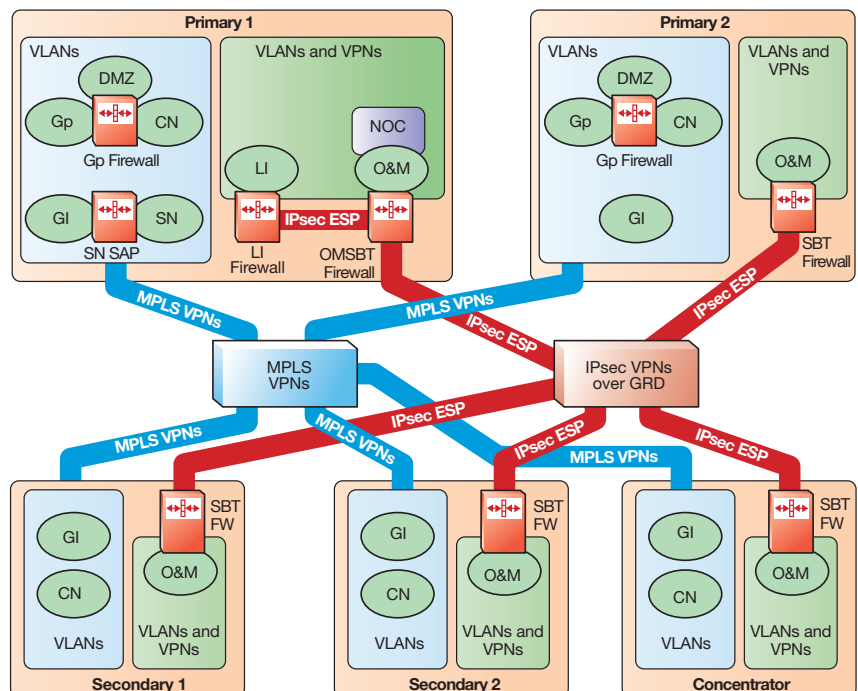 Primary 1
VLANs
DMZ
Gp
CN
Gp Firewall
GI
SN
SN SAP
VLANs and VPNs
NOC
LI
O&M
IPsec ESP
LI
Firewall
OMSBT
Firewall
Primary 2
VLANs
DMZ
Gp
CN
Gp Firewall
GI
VLANs and
VPNs
O&M
SBT
Firewall
MPLS VPNs
MPLS VPNs
IPsec ESP
IPsec ESP
MPLS
VPNs
IPsec VPNs
over GRD
MPLS VPNs
IPsec ESP
MPLS VPNs
IPsec ESP
MPLS VPNs
IPsec ESP
GI
CN
VLANs
SBT
FW
O&M
VLANs and
VPNs
Secondary 1
GI
CN
VLANs
SBT
FW
O&M
VLANs and
VPNs
Secondary 2
GI
CN
VLANs
SBT
FW
O&M
VLANs and
VPNs
Concentrator